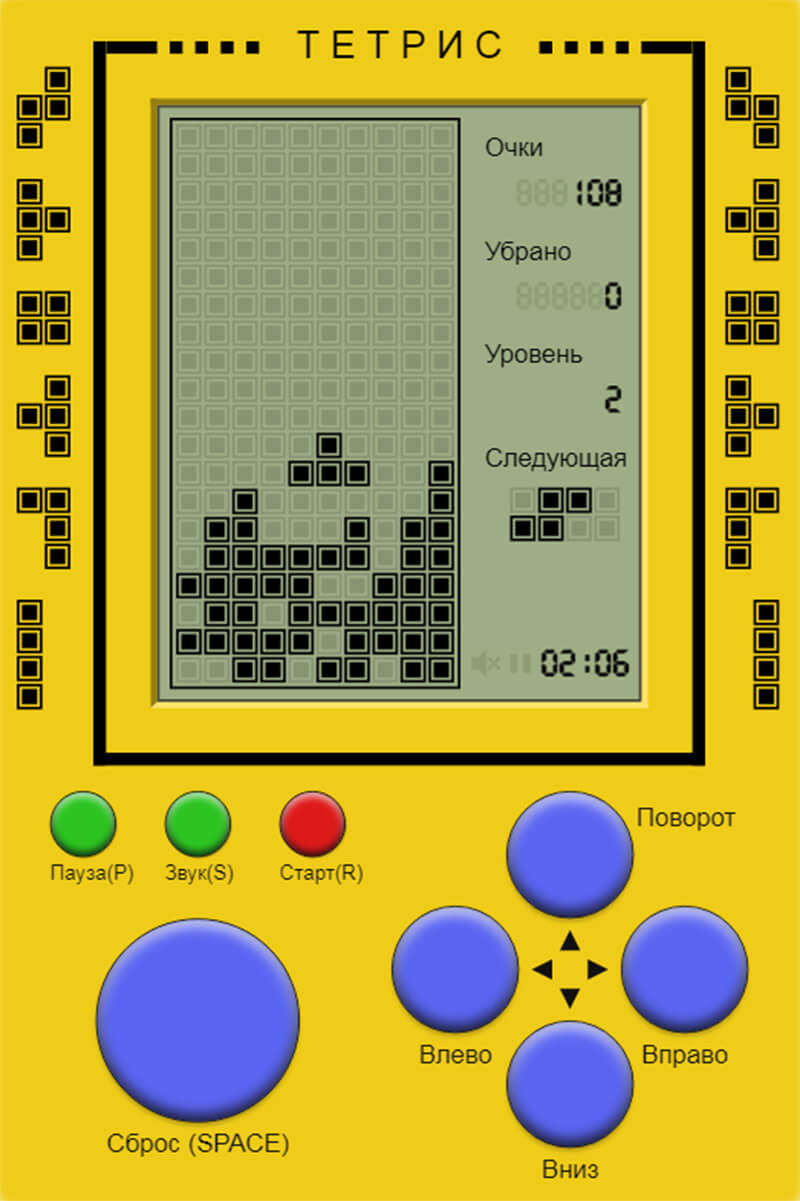 ТЕТРИС
Очки
108
Убрано
0
Уровень
2
Следующая
02:06
Поворот
Пауза(P) Звук(S) Старт(R)
Влево Вправо
Сброс (SPACE)
Вниз